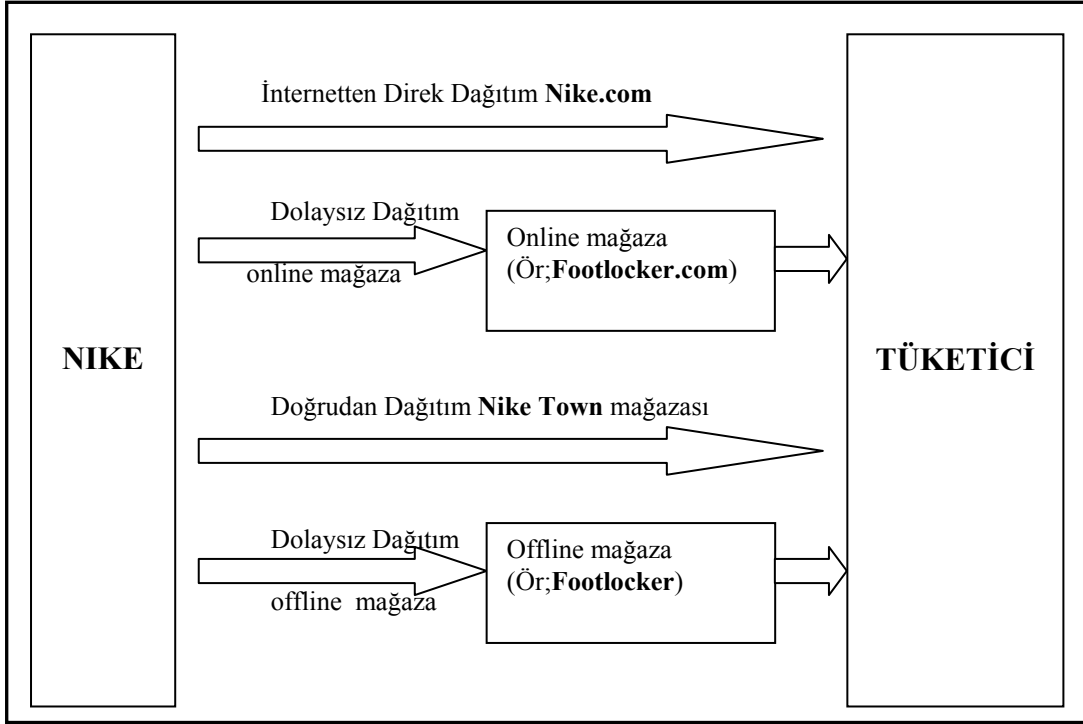 İnternetten Direk Dağıtım Nike.com
Dolaysız Dağıtım
online mağaza
Online mağaza
(Ör;Footlocker.com)
NIKE
TÜKETİCİ
Doğrudan Dağıtım Nike Town mağazası
Dolaysız Dağıtım
offline mağaza
Offline mağaza
(Ör;Footlocker)